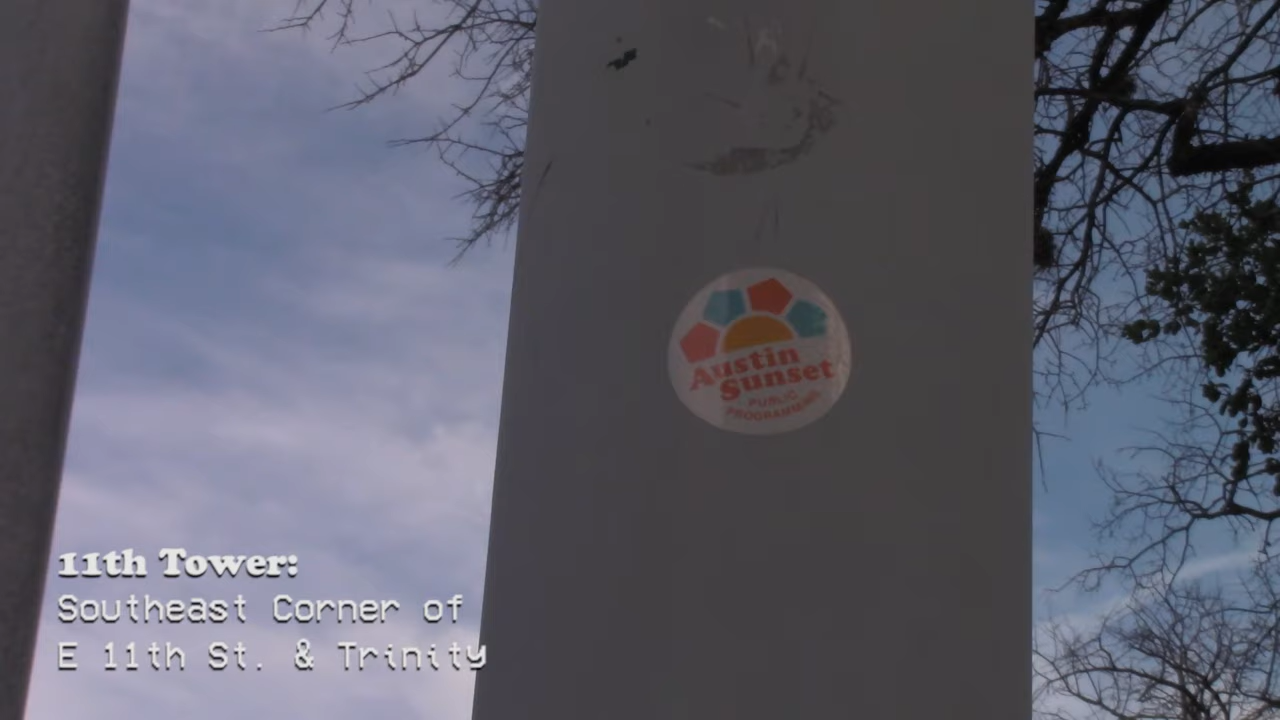 Austin
Sunset
PUBLIC
PROGRAMMING
11th Tower:
Southeast Corner of
E 11th St. & Trinity